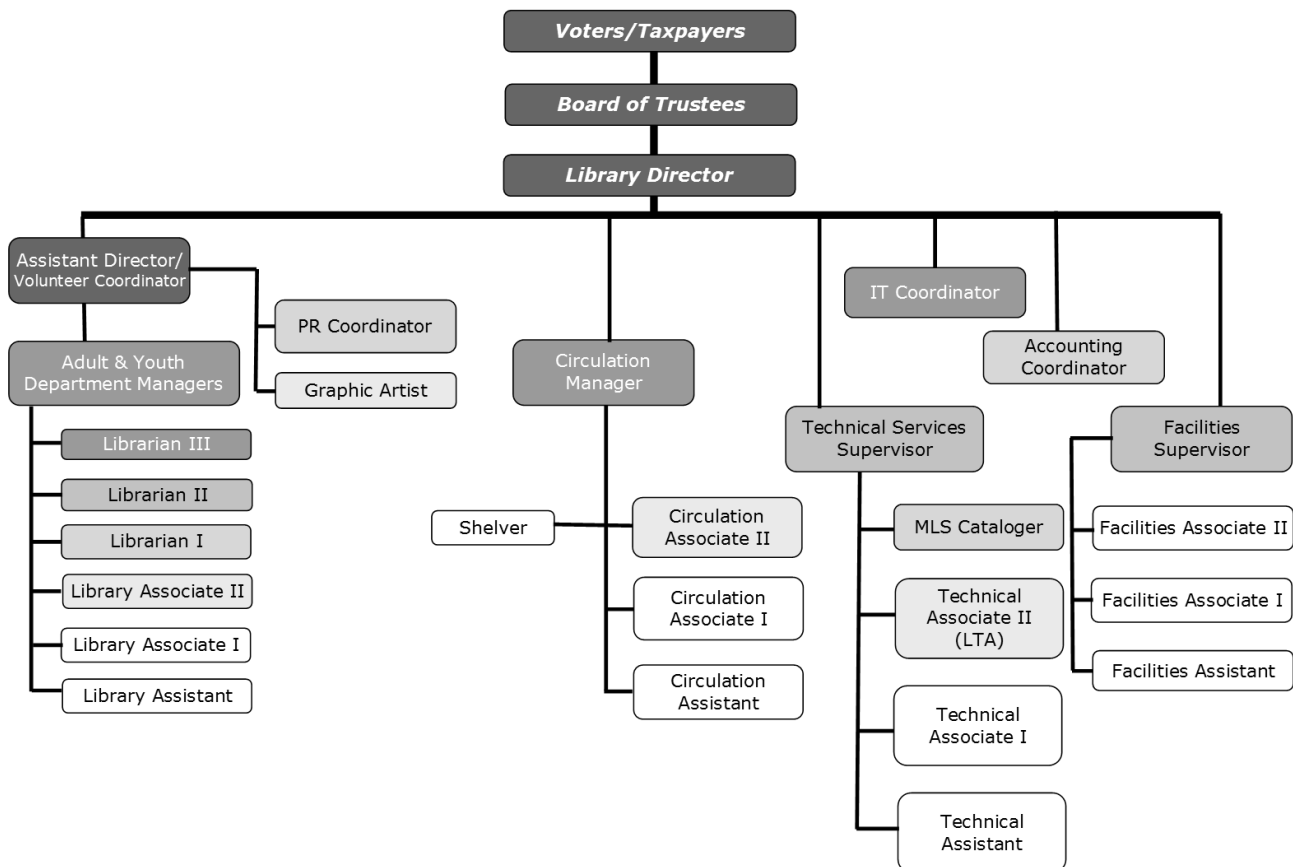 Voters/Taxpayers
Board of Trustees
Library Director
Assistant Director/
Volunteer Coordinator
PR Coordinator
Graphic Artist
Adult & Youth
Department Managers
Librarian III
Librarian II
Librarian I
Library Associate II
Library Associate I
Library Assistant
Circulation
Manager
Shelver
Circulation
Associate II
Circulation
Associate I
Circulation
Assistant
Technical Services
Supervisor
MLS Cataloger
Technical
Associate II
(LTA)
Technical
Associate I
Technical
Assistant
IT Coordinator
Accounting
Coordinator
Facilities
Supervisor
Facilities Associate II
Facilities Associate I
Facilities Assistant